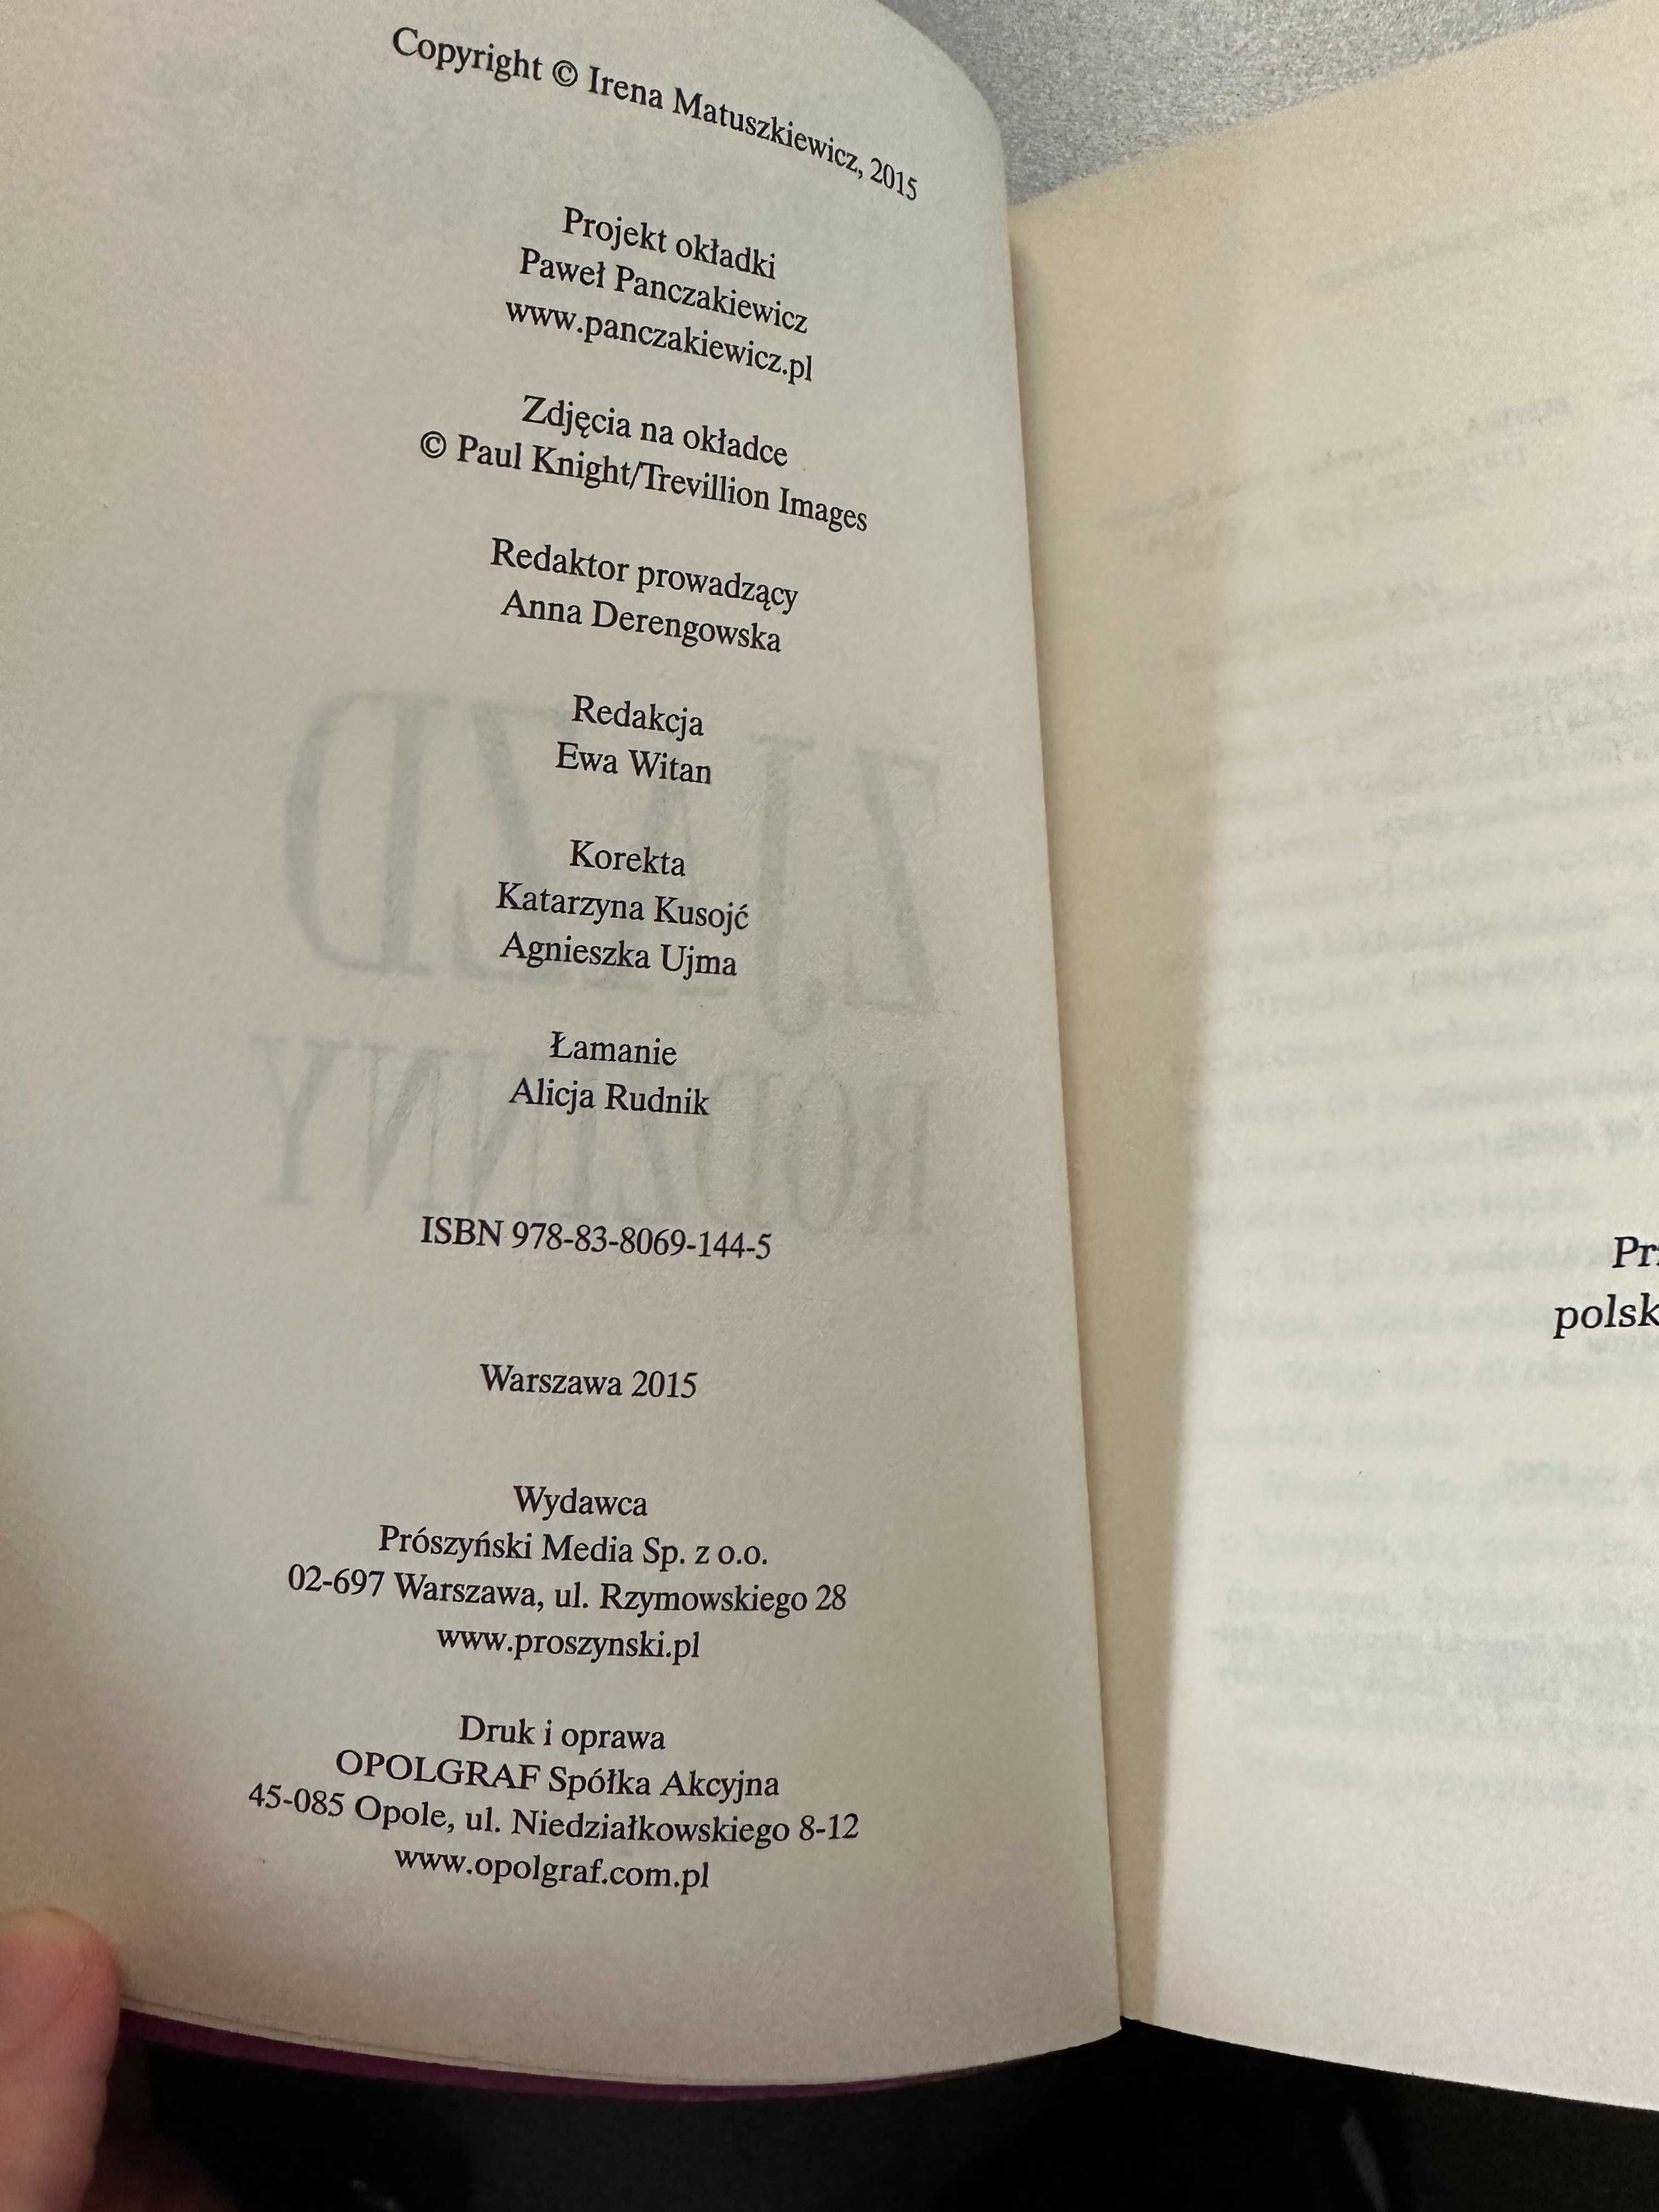 Copyright © Irena Matuszkiewicz, 2015
Projekt okładki
Paweł Panczakiewicz
www.panczakiewicz.pl
Zdjęcia na okładce
© Paul Knight/Trevillion Images
Redaktor prowadzący
Anna Derengowska
Redakcja
Ewa Witan
Korekta
Katarzyna Kusojć
Agnieszka Ujma
Łamanie
Alicja Rudnik
ISBN 978-83-8069-144-5
Warszawa 2015
Wydawca
Prószyński Media Sp. z o.o.
02-697 Warszawa, ul. Rzymowskiego 28
www.proszynski.pl
Druk i oprawa
OPOLGRAF Spółka Akcyjna
45-085 Opole, ul. Niedziałkowskiego 8-12
www.opolgraf.com.pl
ZJAZD
RODZINNY
polsk